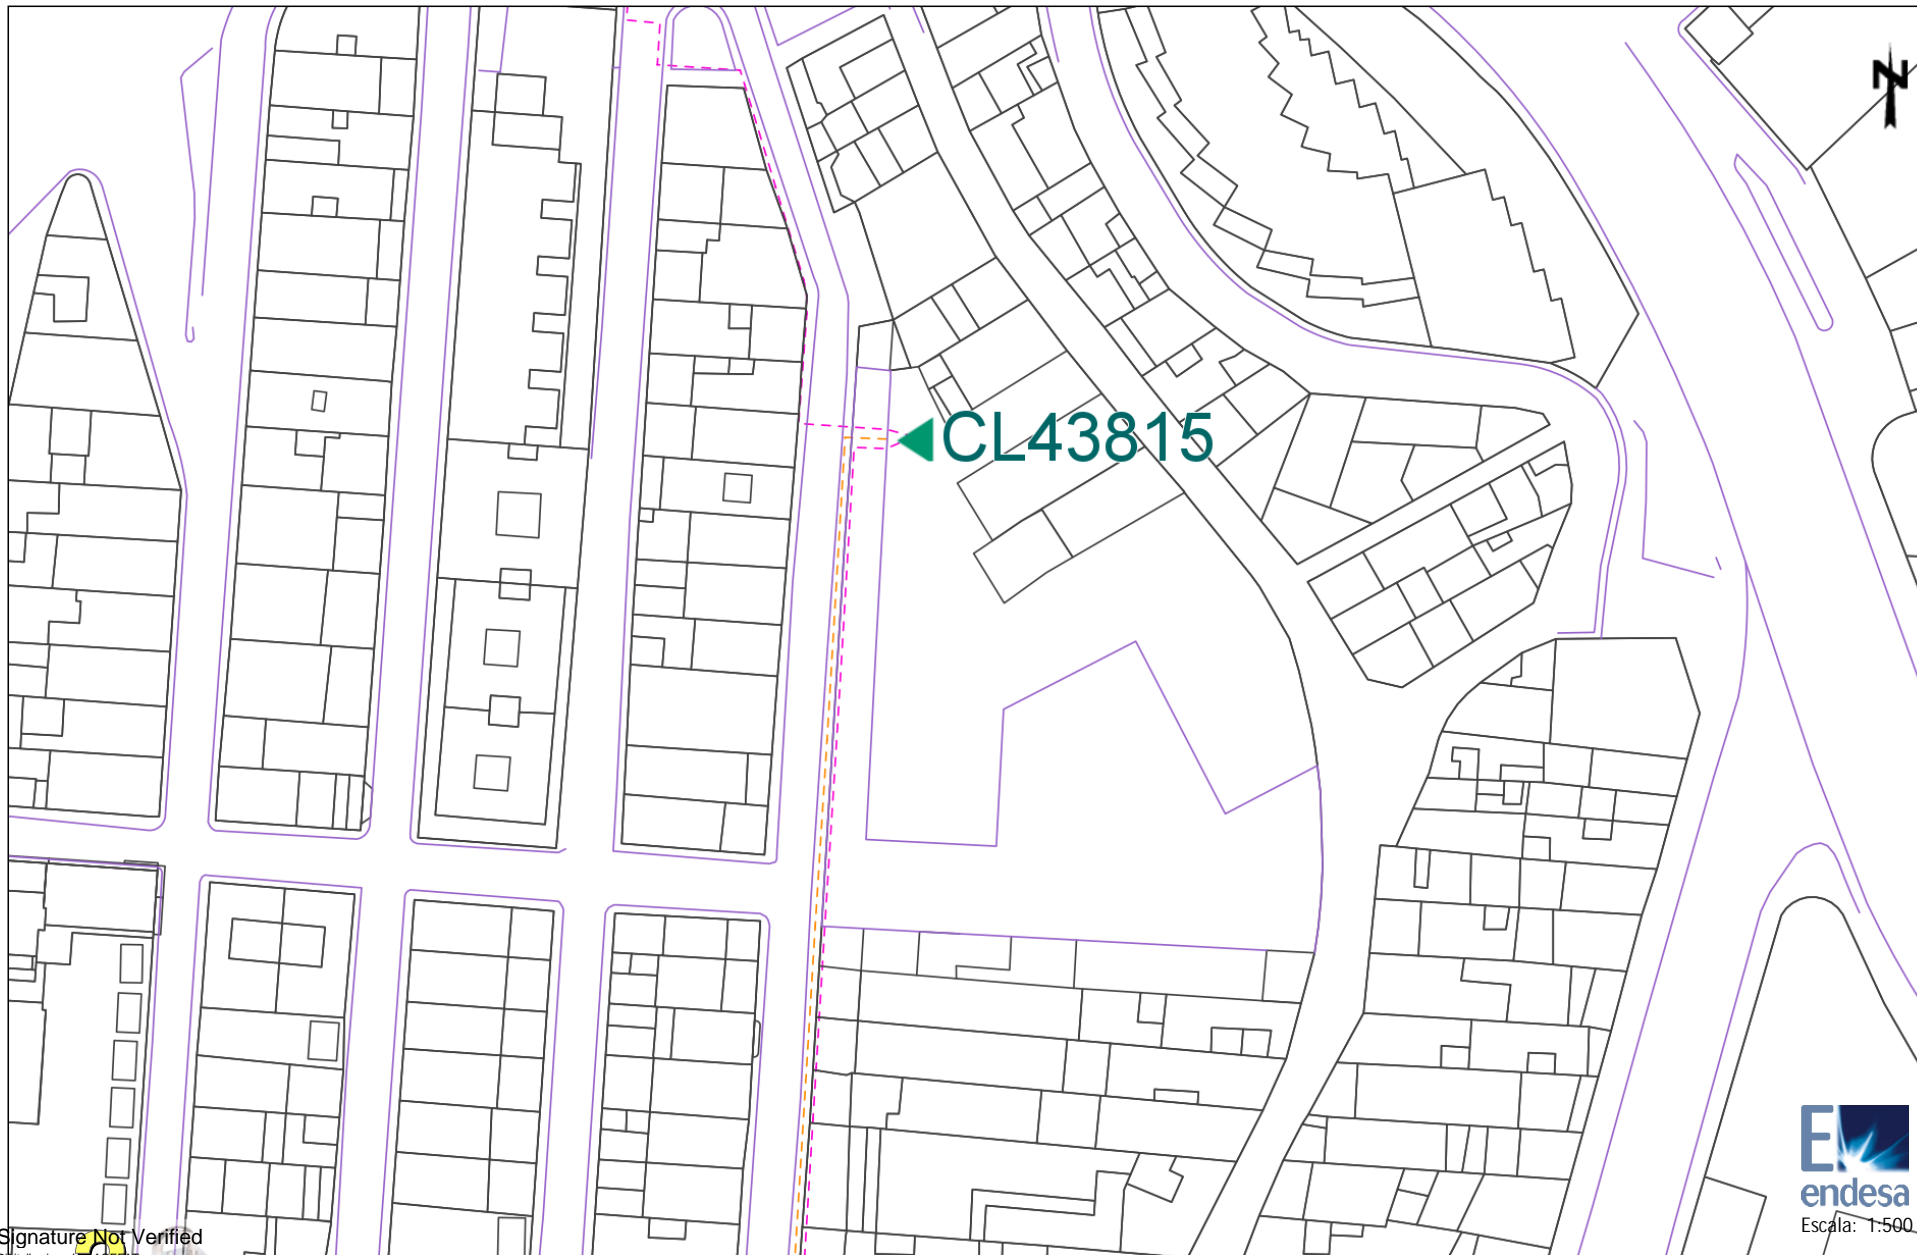 N
CL43815
endesa
Escala: 1:500
Signature Not Verified